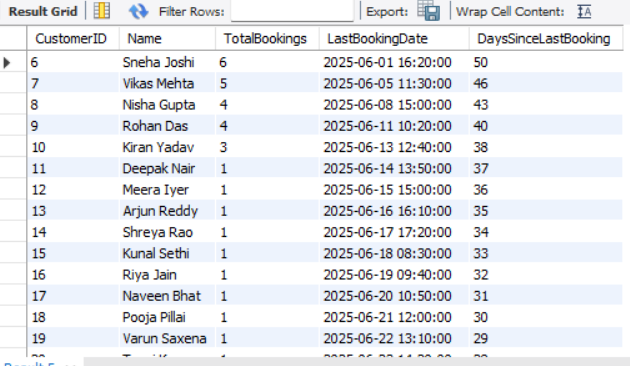 Result Grid Filter Rows: Export: Wrap Cell Content:
CustomerID Name TotalBookings LastBookingDate DaysSinceLastBooking
6 Sneha Joshi 6 2025-06-01 16:20:00 50
7 Vikas Mehta 5 2025-06-05 11:30:00 46
8 Nisha Gupta 4 2025-06-08 15:00:00 43
9 Rohan Das 4 2025-06-11 10:20:00 40
10 Kiran Yadav 3 2025-06-13 12:40:00 38
11 Deepak Nair 1 2025-06-14 13:50:00 37
12 Meera Iyer 1 2025-06-15 15:00:00 36
13 Arjun Reddy 1 2025-06-16 16:10:00 35
14 Shreya Rao 1 2025-06-17 17:20:00 34
15 Kunal Sethi 1 2025-06-18 08:30:00 33
16 Riya Jain 1 2025-06-19 09:40:00 32
17 Naveen Bhat 1 2025-06-20 10:50:00 31
18 Pooja Pillai 1 2025-06-21 12:00:00 30
19 Varun Saxena 1 2025-06-22 13:10:00 29